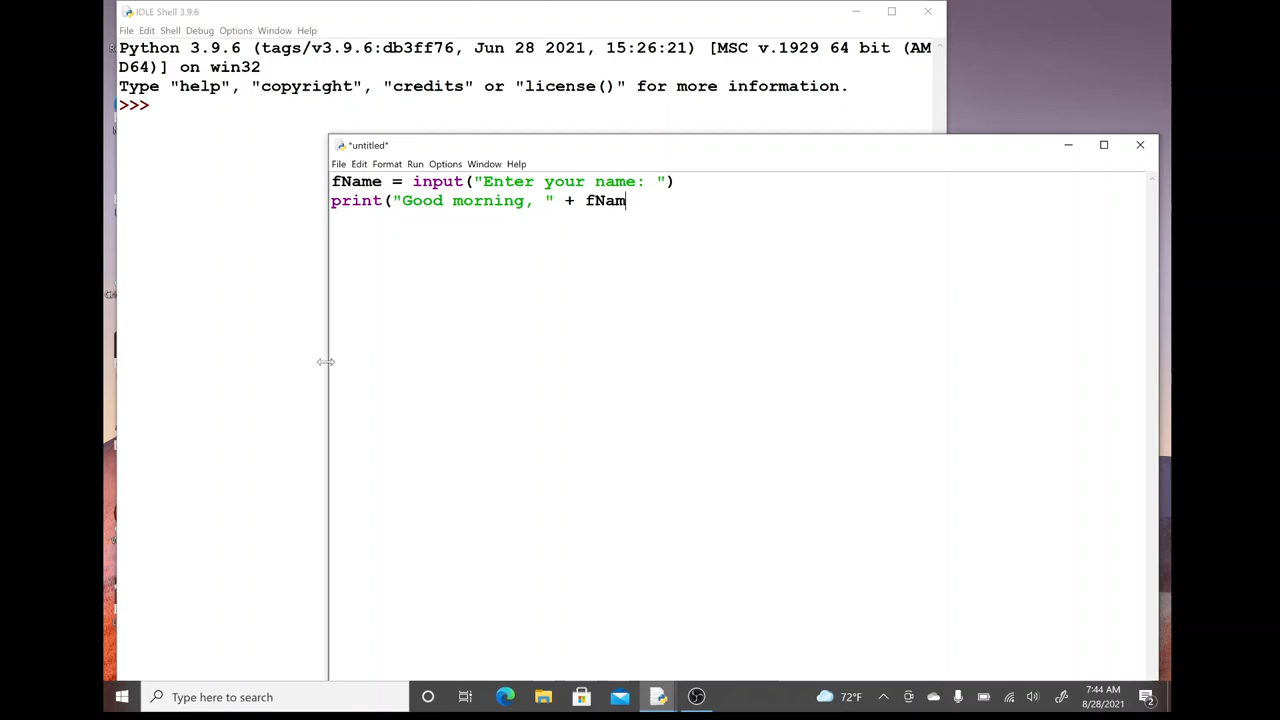 IDLE Shell 3.9.6
File Edit Shell Debug Options Window Help
Python 3.9.6 (tags/v3.9.6:db3ff76, Jun 28 2021, 15:26:21) [MSC v.1929 64 bit (AM
D64)] on win32
Type "help", "copyright", "credits" or "license()" for more information.
>>>
*untitled*
File Edit Format Run Options Window Help
fName = input("Enter your name: ")
print("Good morning, " + fNam
Type here to search
72°F
7:44 AM
8/28/2021
2